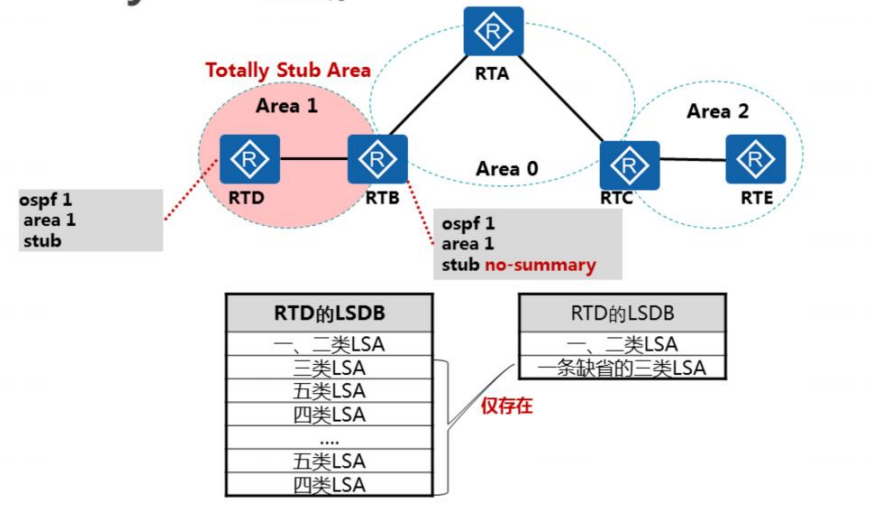 RTA
Totally Stub Area
Area 1
Area 2
Area 0
RTD
RTB
RTC
RTE
R
R
R
R
R
ospf 1
area 1
stub
ospf 1
area 1
stub no-summary
RTD的LSDB
一、二类LSA
三类LSA
五类LSA
四类LSA
....
五类LSA
四类LSA
RTD的LSDB
一、二类LSA
一条缺省的三类LSA
仅存在